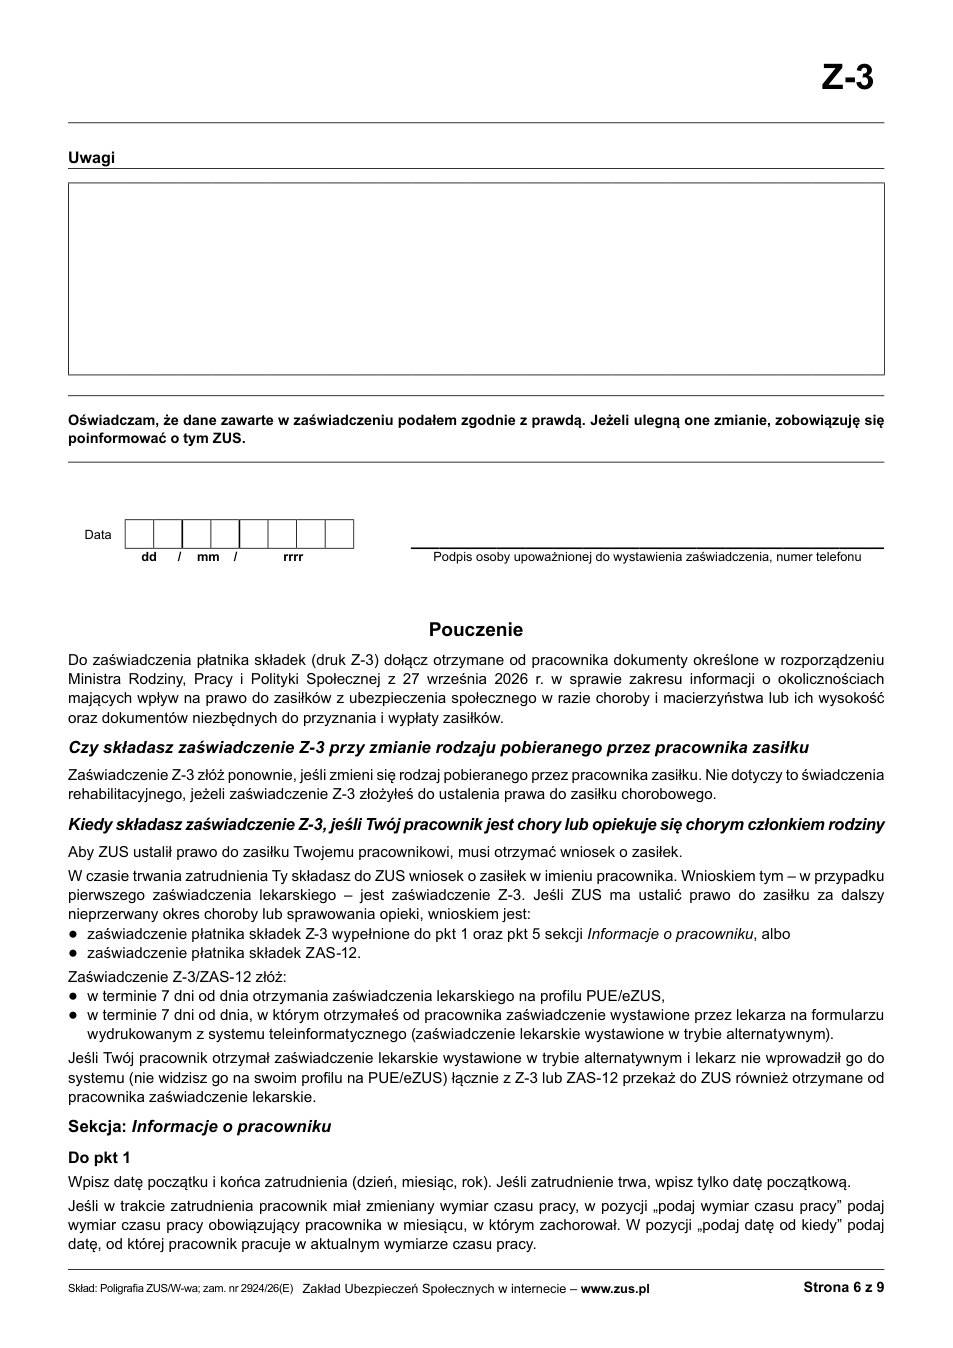 Z-3
Uwagi
Oświadczam, że dane zawarte w zaświadczeniu podałem zgodnie z prawdą. Jeżeli ulegną one zmianie, zobowiązuję się
poinformować o tym ZUS.
Data
dd / mm / rrrr
Podpis osoby upoważnionej do wystawienia zaświadczenia, numer telefonu
Pouczenie
Do zaświadczenia płatnika składek (druk Z-3) dołącz otrzymane od pracownika dokumenty określone w rozporządzeniu
Ministra Rodziny, Pracy i Polityki Społecznej z 27 września 2026 r. w sprawie zakresu informacji o okolicznościach
mających wpływ na prawo do zasiłków z ubezpieczenia społecznego w razie choroby i macierzyństwa lub ich wysokość
oraz dokumentów niezbędnych do przyznania i wypłaty zasiłków.
Czy składasz zaświadczenie Z-3 przy zmianie rodzaju pobieranego przez pracownika zasiłku
Zaświadczenie Z-3 złóż ponownie, jeśli zmieni się rodzaj pobieranego przez pracownika zasiłku. Nie dotyczy to świadczenia
rehabilitacyjnego, jeżeli zaświadczenie Z-3 złożyłeś do ustalenia prawa do zasiłku chorobowego.
Kiedy składasz zaświadczenie Z-3, jeśli Twój pracownik jest chory lub opiekuje się chorym członkiem rodziny
Aby ZUS ustalił prawo do zasiłku Twojemu pracownikowi, musi otrzymać wniosek o zasiłek.
W czasie trwania zatrudnienia Ty składasz do ZUS wniosek o zasiłek w imieniu pracownika. Wnioskiem tym – w przypadku
pierwszego zaświadczenia lekarskiego – jest zaświadczenie Z-3. Jeśli ZUS ma ustalić prawo do zasiłku za dalszy
nieprzerwany okres choroby lub sprawowania opieki, wnioskiem jest:
● zaświadczenie płatnika składek Z-3 wypełnione do pkt 1 oraz pkt 5 sekcji Informacje o pracowniku, albo
● zaświadczenie płatnika składek ZAS-12.
Zaświadczenie Z-3/ZAS-12 złóż:
● w terminie 7 dni od dnia otrzymania zaświadczenia lekarskiego na profilu PUE/eZUS,
● w terminie 7 dni od dnia, w którym otrzymałeś od pracownika zaświadczenie wystawione przez lekarza na formularzu
wydrukowanym z systemu teleinformatycznego (zaświadczenie lekarskie wystawione w trybie alternatywnym).
Jeśli Twój pracownik otrzymał zaświadczenie lekarskie wystawione w trybie alternatywnym i lekarz nie wprowadził go do
systemu (nie widzisz go na swoim profilu na PUE/eZUS) łącznie z Z-3 lub ZAS-12 przekaż do ZUS również otrzymane od
pracownika zaświadczenie lekarskie.
Sekcja: Informacje o pracowniku
Do pkt 1
Wpisz datę początku i końca zatrudnienia (dzień, miesiąc, rok). Jeśli zatrudnienie trwa, wpisz tylko datę początkową.
Jeśli w trakcie zatrudnienia pracownik miał zmieniany wymiar czasu pracy, w pozycji „podaj wymiar czasu pracy” podaj
wymiar czasu pracy obowiązujący pracownika w miesiącu, w którym zachorował. W pozycji „podaj datę od kiedy” podaj
datę, od której pracownik pracuje w aktualnym wymiarze czasu pracy.
Skład: Poligrafia ZUS/W-wa; zam. nr 2924/26(E) Zakład Ubezpieczeń Społecznych w internecie – www.zus.pl Strona 6 z 9